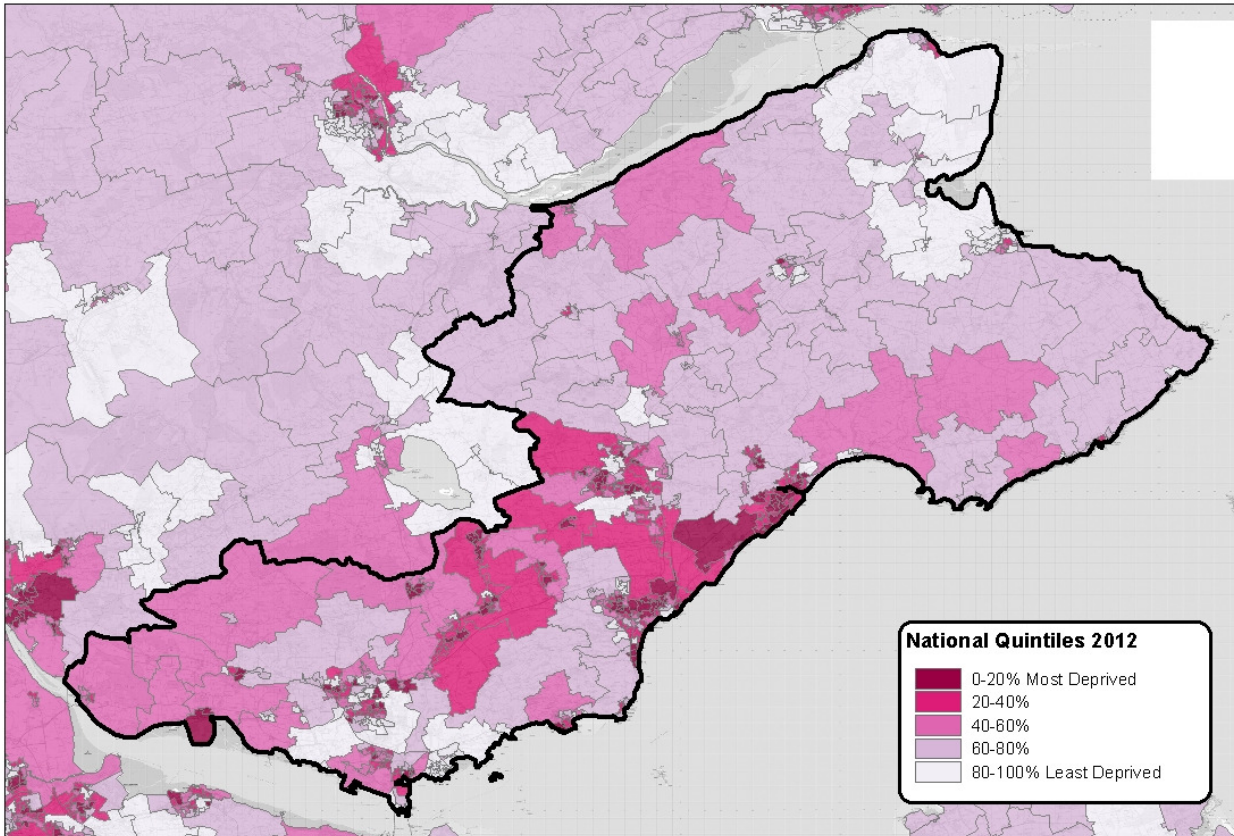 National Quintiles 2012
0-20% Most Deprived
20-40%
40-60%
60-80%
80-100% Least Deprived